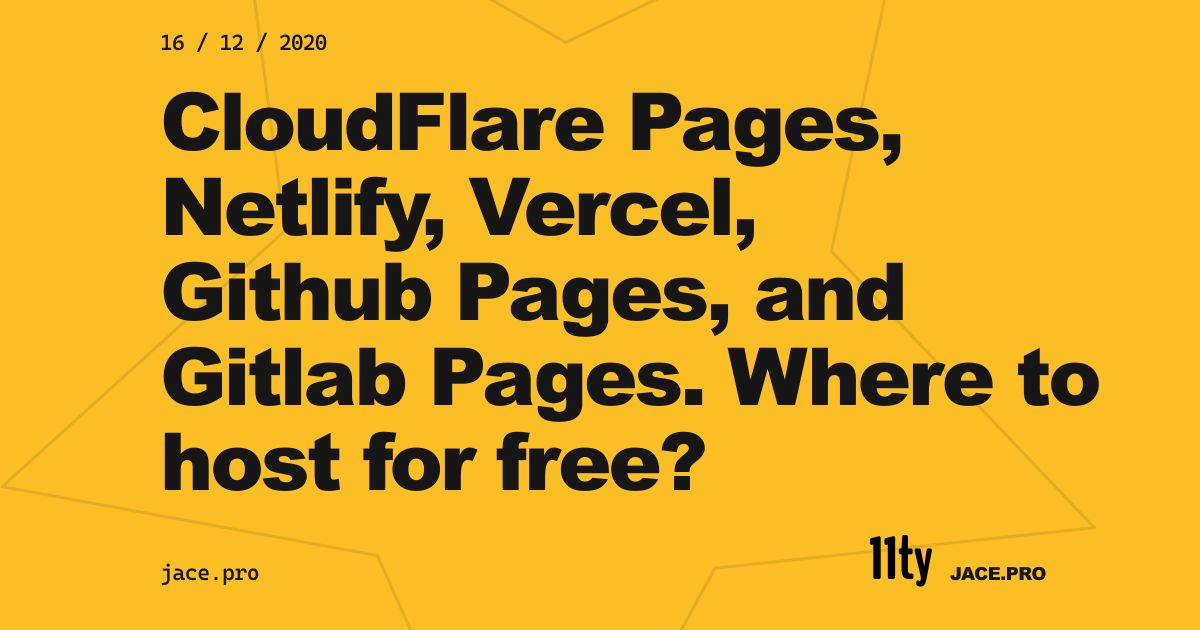 16 / 12 / 2020
CloudFlare Pages,
Netlify, Vercel,
Github Pages, and
Gitlab Pages. Where to
host for free?
jace.pro
11ty JACE.PRO